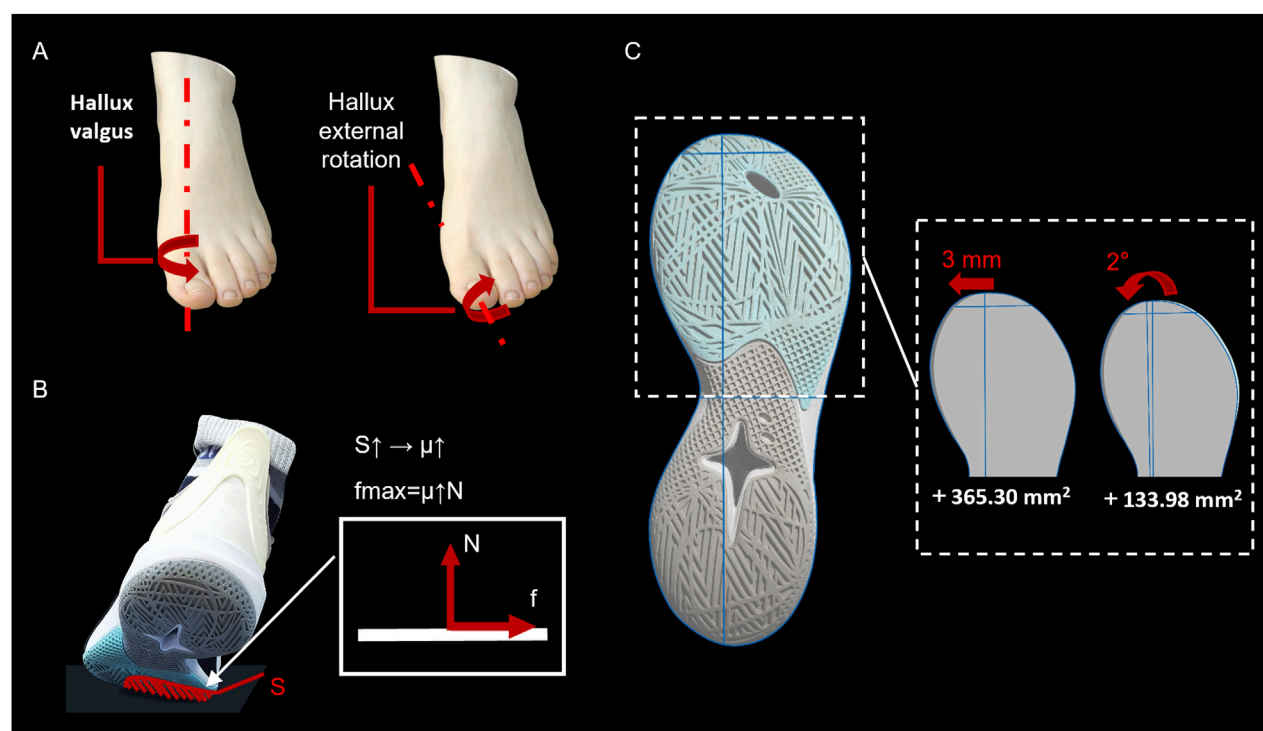 A
Hallux
valgus
Hallux
external
rotation
B
S↑ → μ↑
fmax=μ↑N
N
f
S
C
3 mm
2°
+ 365.30 mm²
+ 133.98 mm²